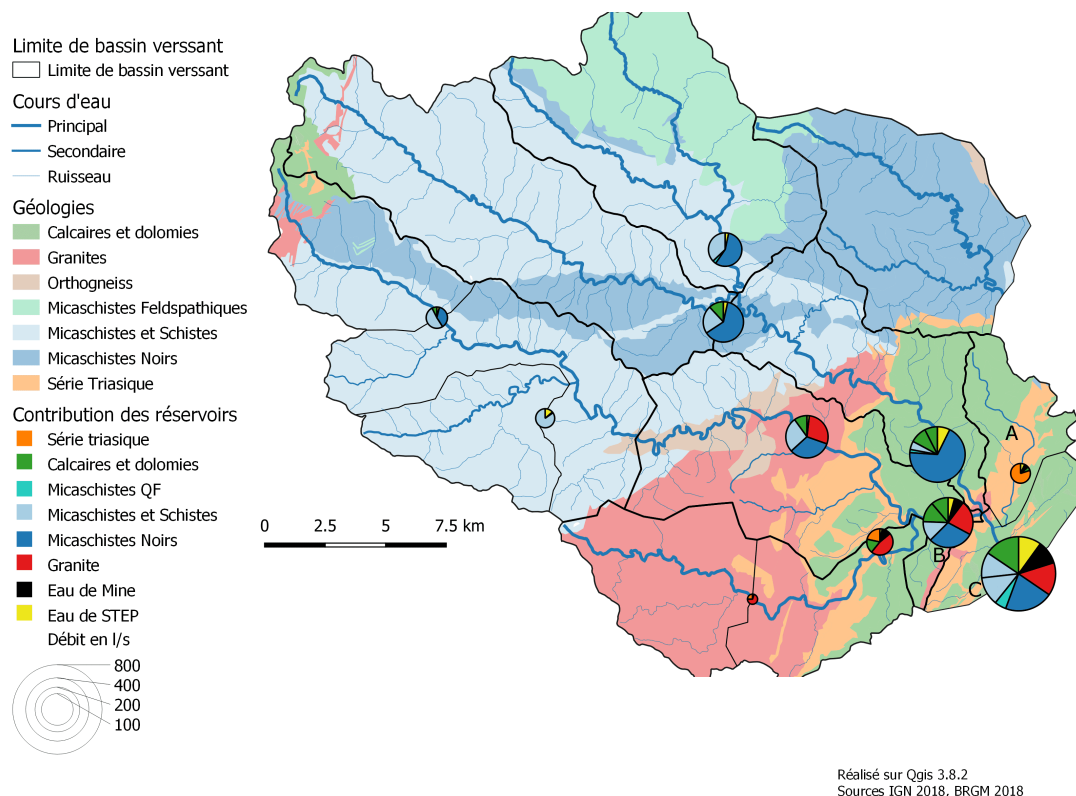 Limite de bassin verssant
Limite de bassin verssant
Cours d'eau
Principal
Secondaire
Ruisseau
Géologies
Calcaires et dolomies
Granites
Orthogneiss
Micaschistes Feldspathiques
Micaschistes et Schistes
Micaschistes Noirs
Série Triasique
Contribution des réservoirs
Série triasique
Calcaires et dolomies
Micaschistes QF
Micaschistes et Schistes
Micaschistes Noirs
Granite
Eau de Mine
Eau de STEP
Débit en l/s
800
400
200
100
0 2.5 5 7.5 km
A
B
C
Réalisé sur Qgis 3.8.2
Sources IGN 2018, BRGM 2018